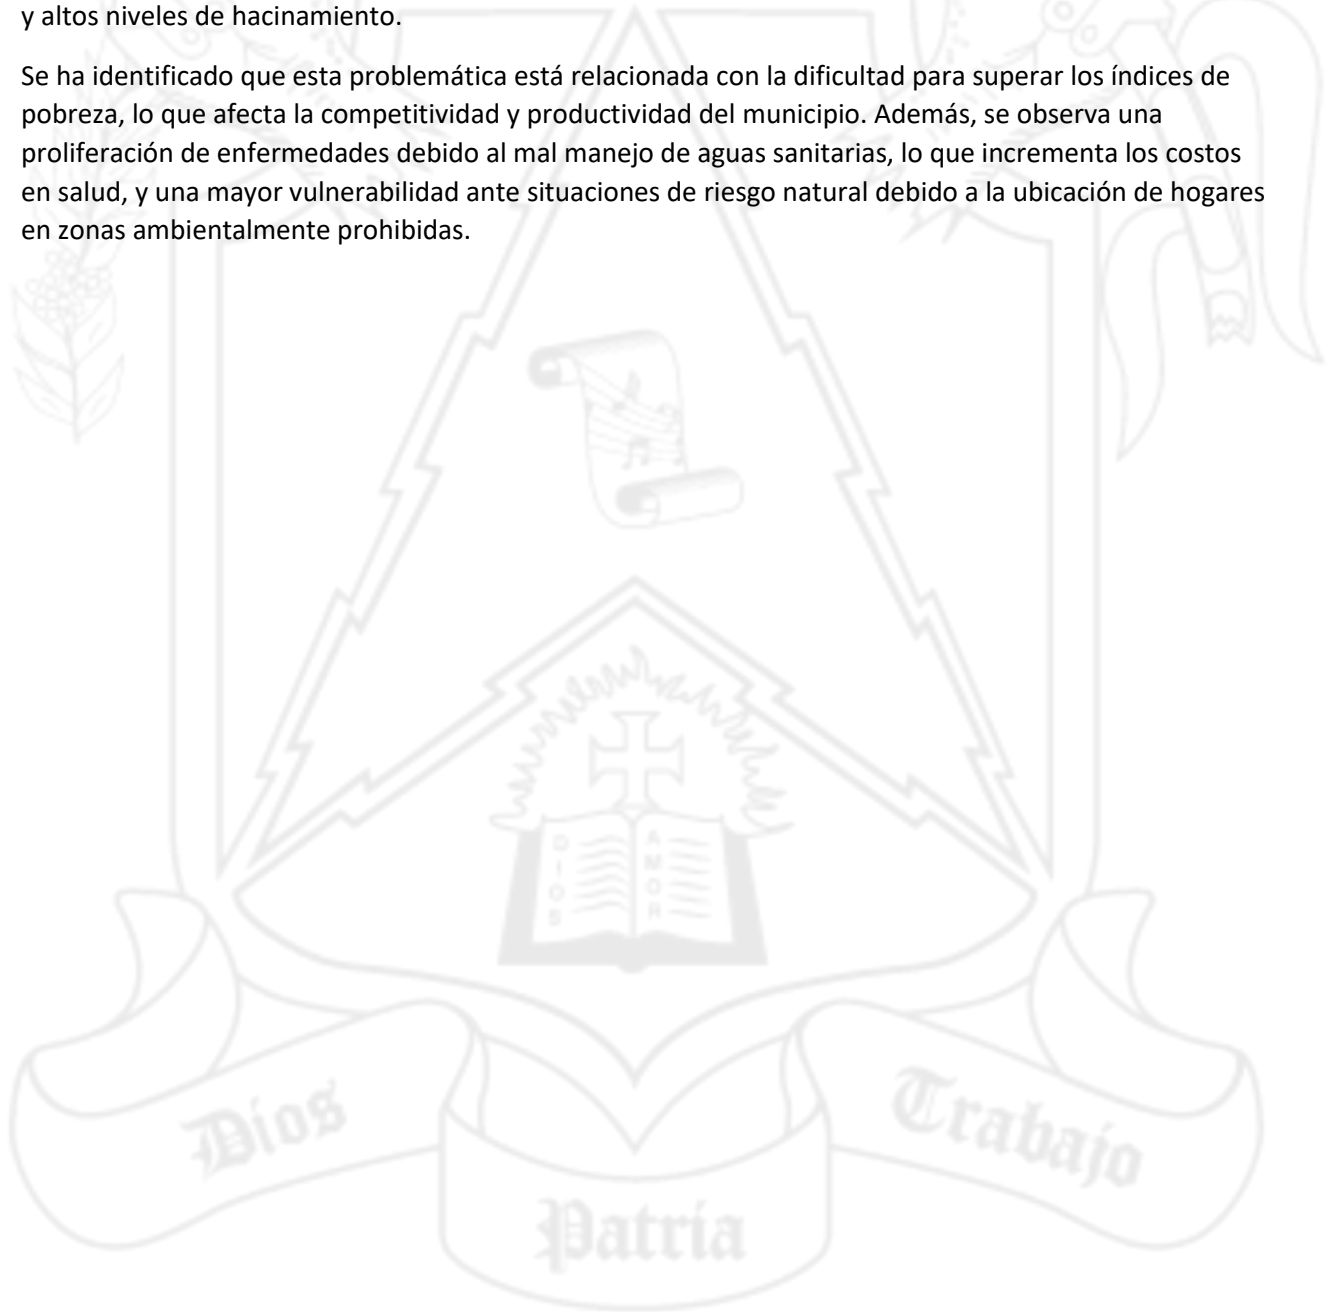 y altos niveles de hacinamiento.
Se ha identificado que esta problemática está relacionada con la dificultad para superar los índices de
pobreza, lo que afecta la competitividad y productividad del municipio. Además, se observa una
proliferación de enfermedades debido al mal manejo de aguas sanitarias, lo que incrementa los costos
en salud, y una mayor vulnerabilidad ante situaciones de riesgo natural debido a la ubicación de hogares
en zonas ambientalmente prohibidas.
DIOS
AMOR
Dios
Trabajo
Patria